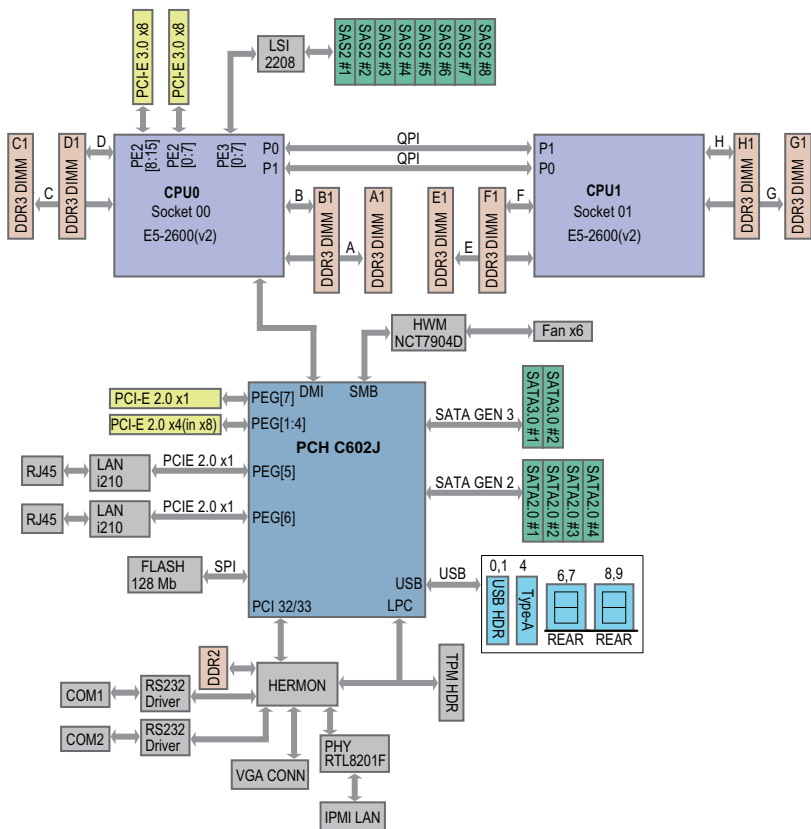 PCI-E 3.0 x8
PCI-E 3.0 x8
LSI
2208
SAS2 #1
SAS2 #2
SAS2 #3
SAS2 #4
SAS2 #5
SAS2 #6
SAS2 #7
SAS2 #8
C1
DDR3 DIMM
C
D1
DDR3 DIMM
D
PE2
[8:15]
PE2
[0:7]
PE3
[0:7]
P0
P1
CPU0
Socket 00
E5-2600(v2)
QPI
QPI
P1
P0
CPU1
Socket 01
E5-2600(v2)
B
B1
DDR3 DIMM
A
A1
DDR3 DIMM
E1
DDR3 DIMM
E
F1
DDR3 DIMM
F
H
H1
DDR3 DIMM
G
G1
DDR3 DIMM
HWM
NCT7904D
Fan x6
DMI
SMB
PCI-E 2.0 x1
PEG[7]
PCI-E 2.0 x4(in x8)
PEG[1:4]
PCH C602J
SATA GEN 3
SATA3.0 #1
SATA3.0 #2
RJ45
LAN
i210
PCIE 2.0 x1
PEG[5]
SATA GEN 2
SATA2.0 #1
SATA2.0 #2
SATA2.0 #3
SATA2.0 #4
RJ45
LAN
i210
PCIE 2.0 x1
PEG[6]
FLASH
128 Mb
SPI
USB
USB
0,1
USB HDR
4
Type-A
6,7
REAR
8,9
REAR
PCI 32/33
LPC
DDR2
HERMON
TPM HDR
COM1
RS232
Driver
COM2
RS232
Driver
VGA CONN
PHY
RTL8201F
IPMI LAN